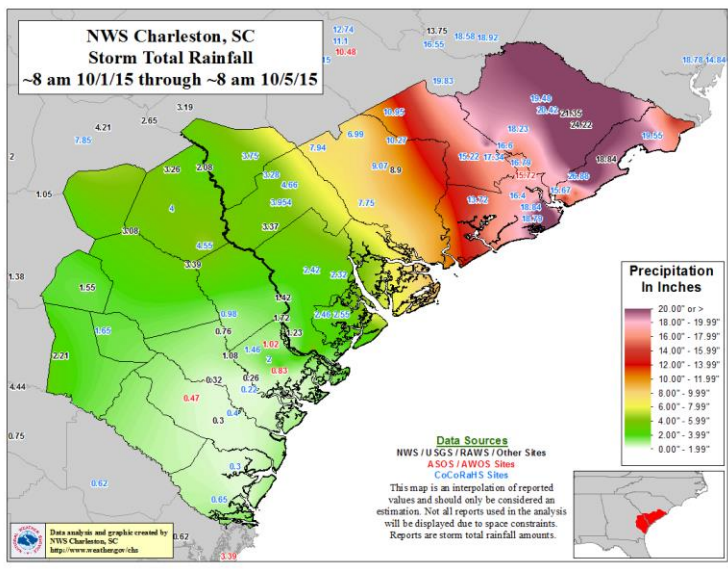 NWS Charleston, SC
Storm Total Rainfall
~8 am 10/1/15 through ~8 am 10/5/15
12.74
11.1
10.48
13.75
16.55
18.58
18.92
18.78
14.84
19.83
3.19
2.65
4.21
7.85
2
1.05
1.38
4.44
0.75
10.95
6.99
10.27
7.94
3.75
3.26
2.08
3.28
4.66
3.954
9.07
8.9
7.75
4
3.08
3.37
4.55
3.39
19.49
20.42
21.35
24.22
18.23
16.6
15.22
17.34
15.72
13.72
16.4
15.67
18.84
19.55
18.04
18.79
2.42
2.32
1.55
1.42
0.98
1.72
2.46
2.55
1.65
0.76
1.23
2.21
1.02
1.46
1.08
2
0.83
0.32
0.26
0.22
0.47
0.4
0.3
0.3
0.62
0.65
0.62
3.39
Precipitation
In Inches
20.00" or >
18.00" - 19.99"
16.00" - 17.99"
14.00" - 15.99"
12.00" - 13.99"
10.00" - 11.99"
8.00" - 9.99"
6.00" - 7.99"
4.00" - 5.99"
2.00" - 3.99"
0.00" - 1.99"
Data Sources
NWS / USGS / RAWS / Other Sites
ASOS / AWOS Sites
CoCoRaHS Sites
This map is an interpolation of reported
values and should only be considered an
estimation. Not all reports used in the analysis
will be displayed due to space constraints.
Reports are storm total rainfall amounts.
Data analysis and graphic created by
NWS Charleston, SC
http://www.weather.gov/chs